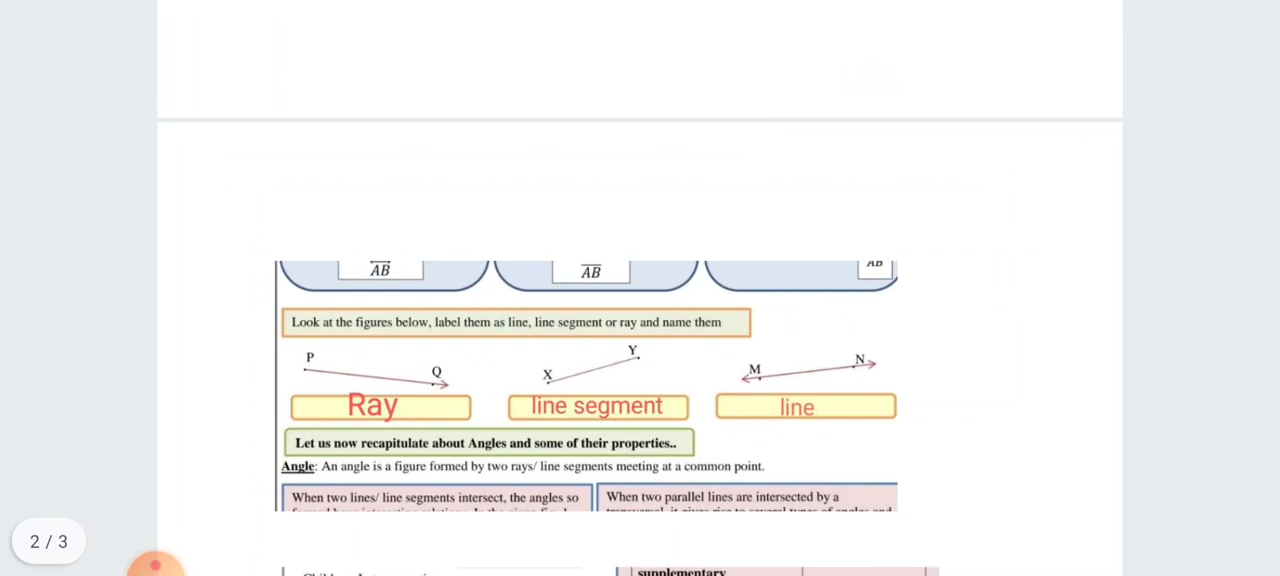 AB
AB
AB
Look at the figures below, label them as line, line segment or ray and name them
P
Q
X
Y
M
N
Ray
line segment
line
Let us now recapitulate about Angles and some of their properties..
Angle: An angle is a figure formed by two rays/ line segments meeting at a common point.
When two lines/ line segments intersect, the angles so
When two parallel lines are intersected by a
supplementary
2 / 3